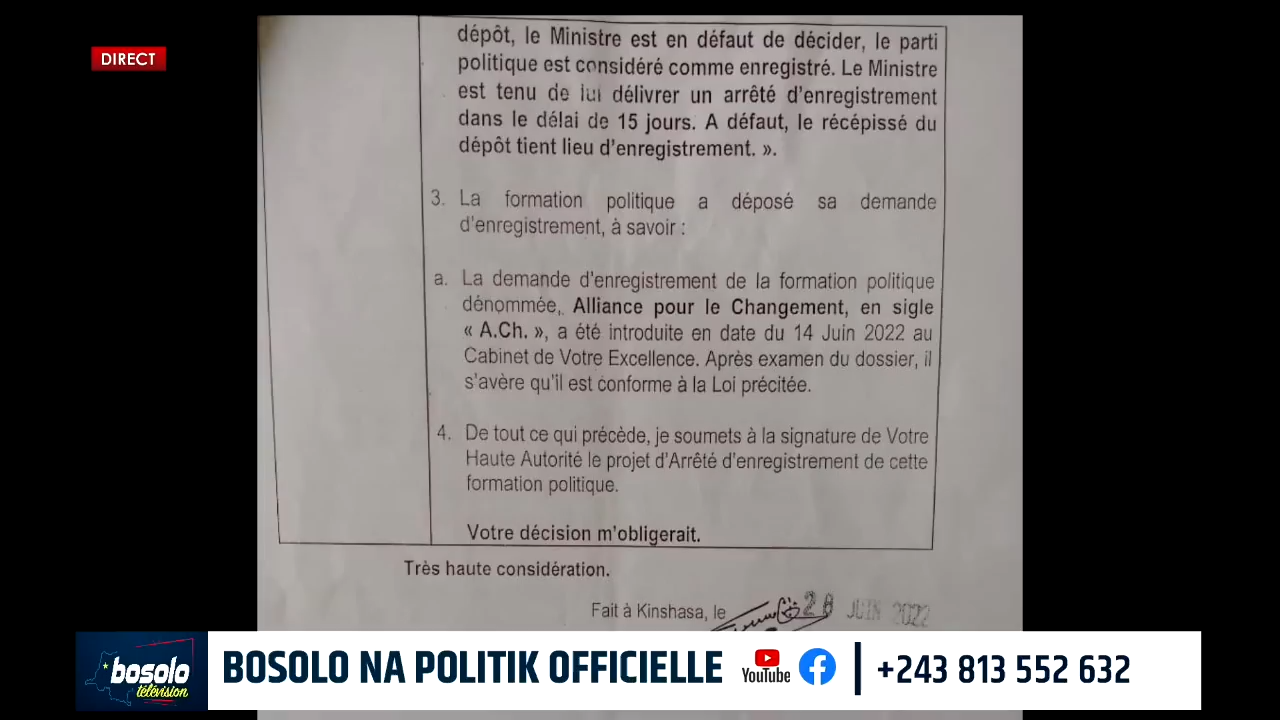 DIRECT
dépôt, le Ministre est en défaut de décider, le parti
politique est considéré comme enregistré. Le Ministre
est tenu de lui délivrer un arrêté d'enregistrement
dans le délai de 15 jours. A défaut, le récépissé du
dépôt tient lieu d'enregistrement. ».
3. La formation politique a déposé sa demande
d'enregistrement, à savoir :
a. La demande d'enregistrement de la formation politique
dénommée, Alliance pour le Changement, en sigle
« A.Ch. », a été introduite en date du 14 Juin 2022 au
Cabinet de Votre Excellence. Après examen du dossier, il
s'avère qu'il est conforme à la Loi précitée.
4. De tout ce qui précède, je soumets à la signature de Votre
Haute Autorité le projet d'Arrêté d'enregistrement de cette
formation politique.
Votre décision m'obligerait.
Très haute considération.
Fait à Kinshasa, le 28 JUIN 2022
bosolo
télévision
BOSOLO NA POLITIK OFFICIELLE
YouTube
+243 813 552 632